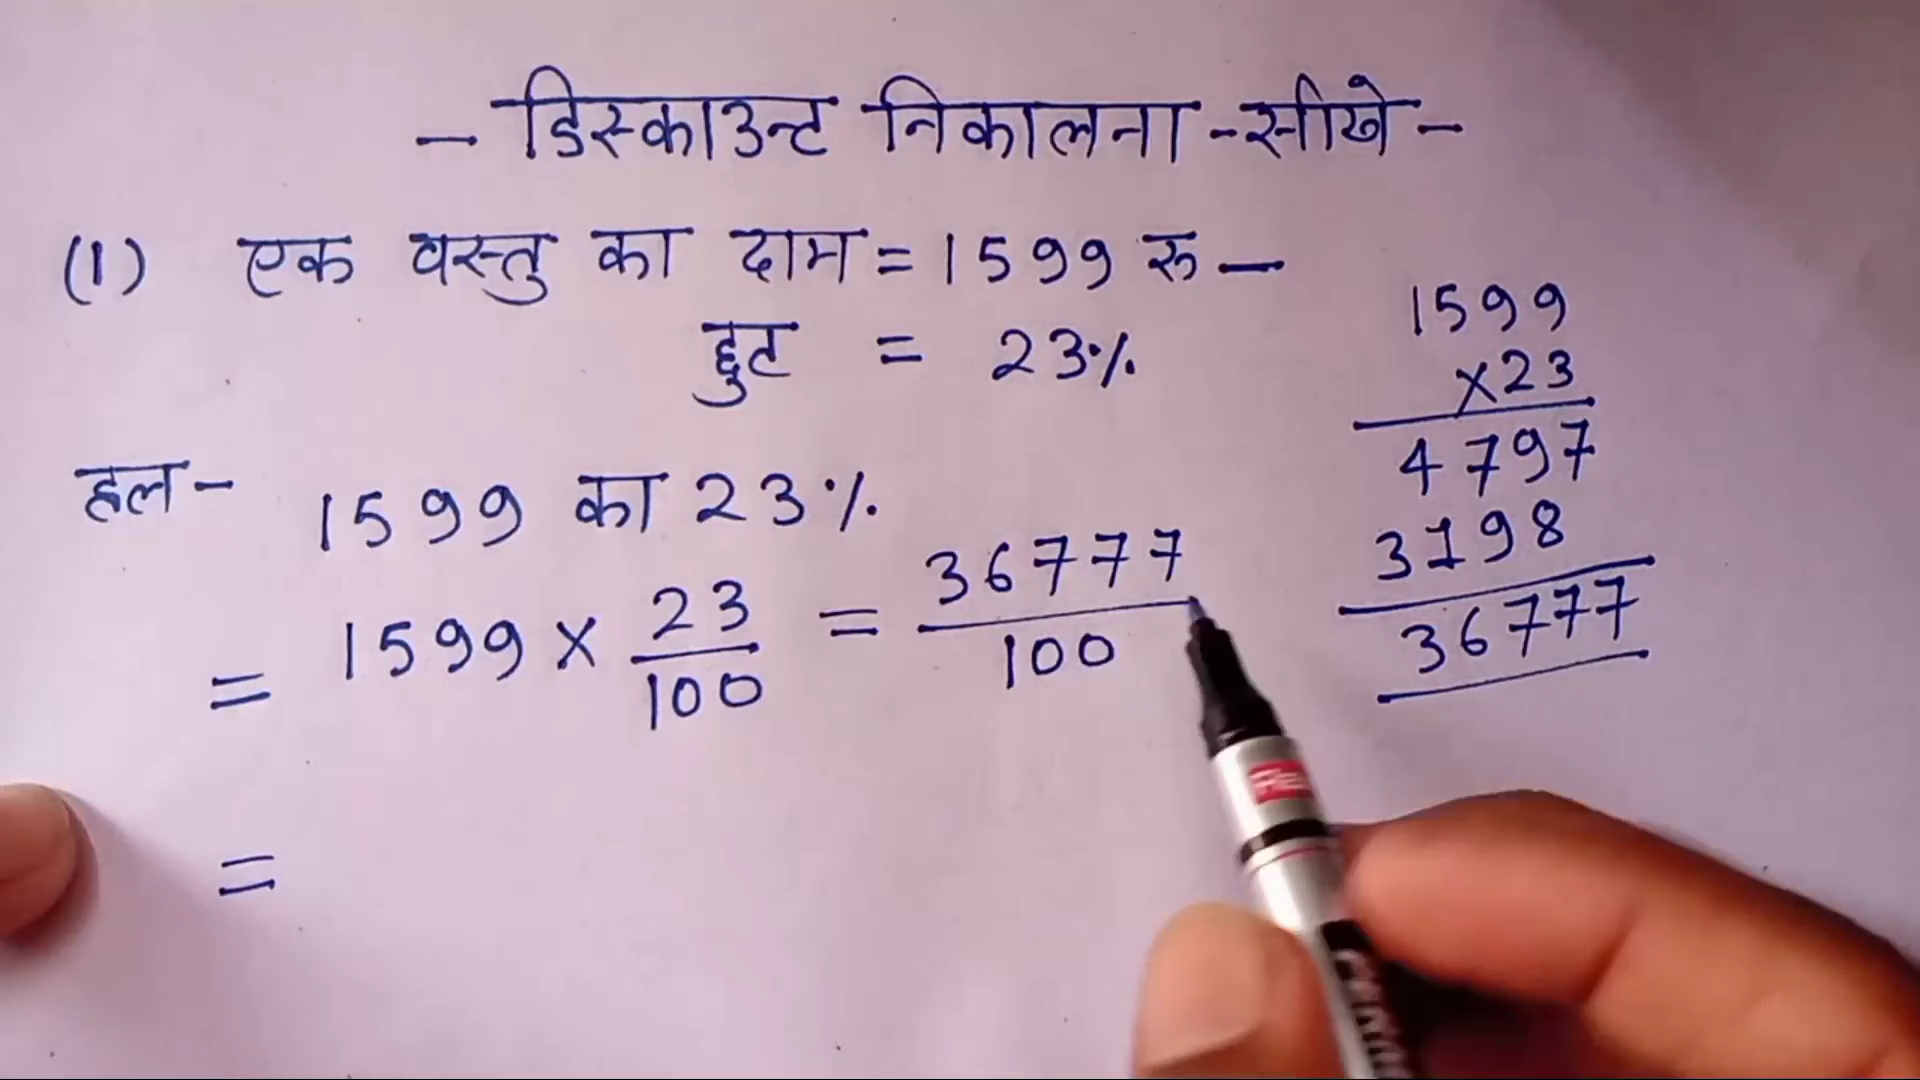 - डिस्काउन्ट निकालना - सीखे -
(1) एक वस्तु का दाम = 1599 रु —
छुट = 23%
हल - 1599 का 23%
= 1599 × 23/100 = 36777/100
=
1599
×23
4797
3198
36777